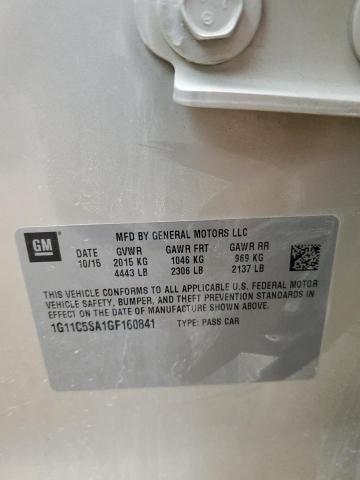 GM
MFD BY GENERAL MOTORS LLC
DATE GVWR GAWR FRT GAWR RR
10/15 2015 KG 1046 KG 969 KG
4443 LB 2306 LB 2137 LB
THIS VEHICLE CONFORMS TO ALL APPLICABLE U.S. FEDERAL MOTOR
VEHICLE SAFETY, BUMPER, AND THEFT PREVENTION STANDARDS IN
EFFECT ON THE DATE OF MANUFACTURE SHOWN ABOVE.
1G11C5SA1GF160841 TYPE: PASS CAR